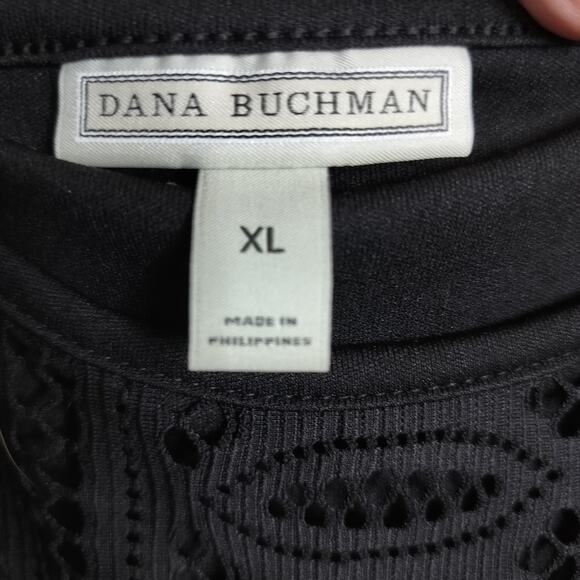 DANA BUCHMAN
XL
MADE IN
PHILIPPINES